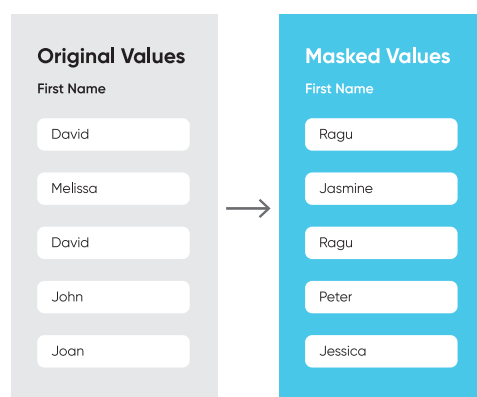 Original Values
First Name
David
Melissa
David
John
Joan
Masked Values
First Name
Ragu
Jasmine
Ragu
Peter
Jessica